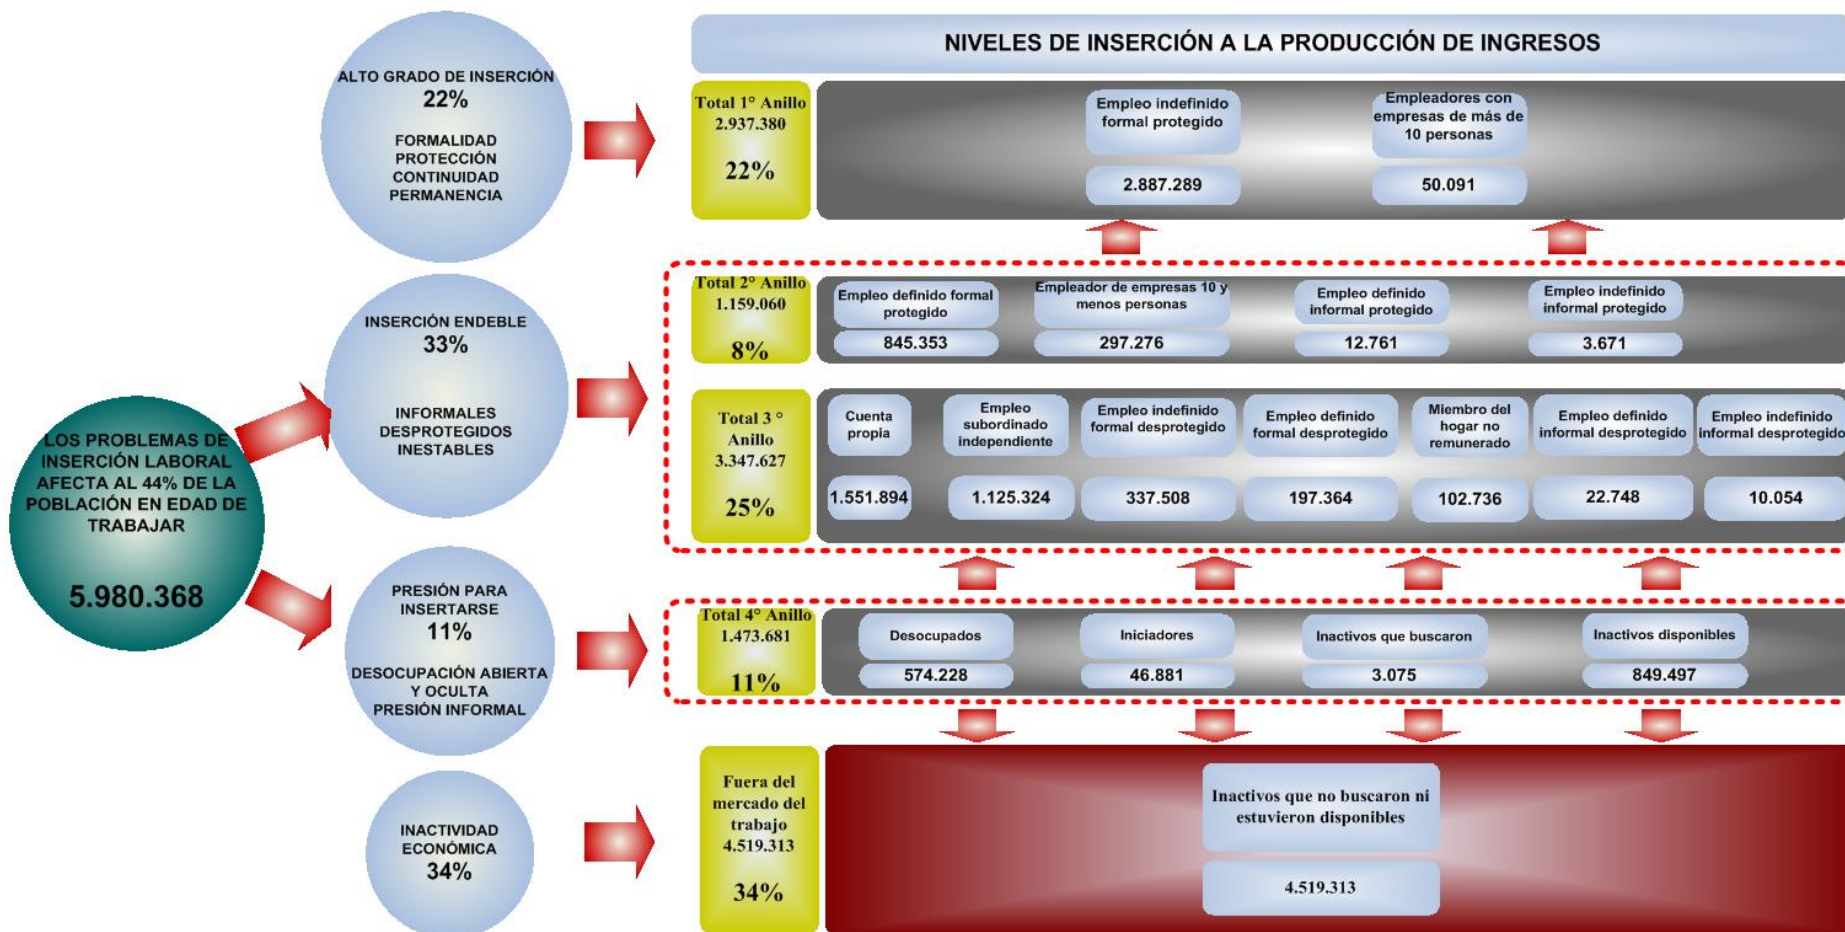 NIVELES DE INSERCIÓN A LA PRODUCCIÓN DE INGRESOS
ALTO GRADO DE INSERCIÓN
22%
FORMALIDAD
PROTECCIÓN
CONTINUIDAD
PERMANENCIA
Total 1° Anillo
2.937.380
22%
Empleo indefinido
formal protegido
2.887.289
Empleadores con
empresas de más de
10 personas
50.091
INSERCIÓN ENDEBLE
33%
INFORMALES
DESPROTEGIDOS
INESTABLES
Total 2° Anillo
1.159.060
8%
Empleo definido formal
protegido
845.353
Empleador de empresas 10 y
menos personas
297.276
Empleo definido
informal protegido
12.761
Empleo indefinido
informal protegido
3.671
Total 3 °
Anillo
3.347.627
25%
Cuenta
propia
1.551.894
Empleo
subordinado
independiente
1.125.324
Empleo indefinido
formal desprotegido
337.508
Empleo definido
formal desprotegido
197.364
Miembro del
hogar no
remunerado
102.736
Empleo definido
informal desprotegido
22.748
Empleo indefinido
informal desprotegido
10.054
LOS PROBLEMAS DE
INSERCIÓN LABORAL
AFECTA AL 44% DE LA
POBLACIÓN EN EDAD DE
TRABAJAR
5.980.368
PRESIÓN PARA
INSERTARSE
11%
DESOCUPACIÓN ABIERTA
Y OCULTA
PRESIÓN INFORMAL
Total 4° Anillo
1.473.681
11%
Desocupados
574.228
Iniciadores
46.881
Inactivos que buscaron
3.075
Inactivos disponibles
849.497
INACTIVIDAD
ECONÓMICA
34%
Fuera del
mercado del
trabajo
4.519.313
34%
Inactivos que no buscaron ni
estuvieron disponibles
4.519.313